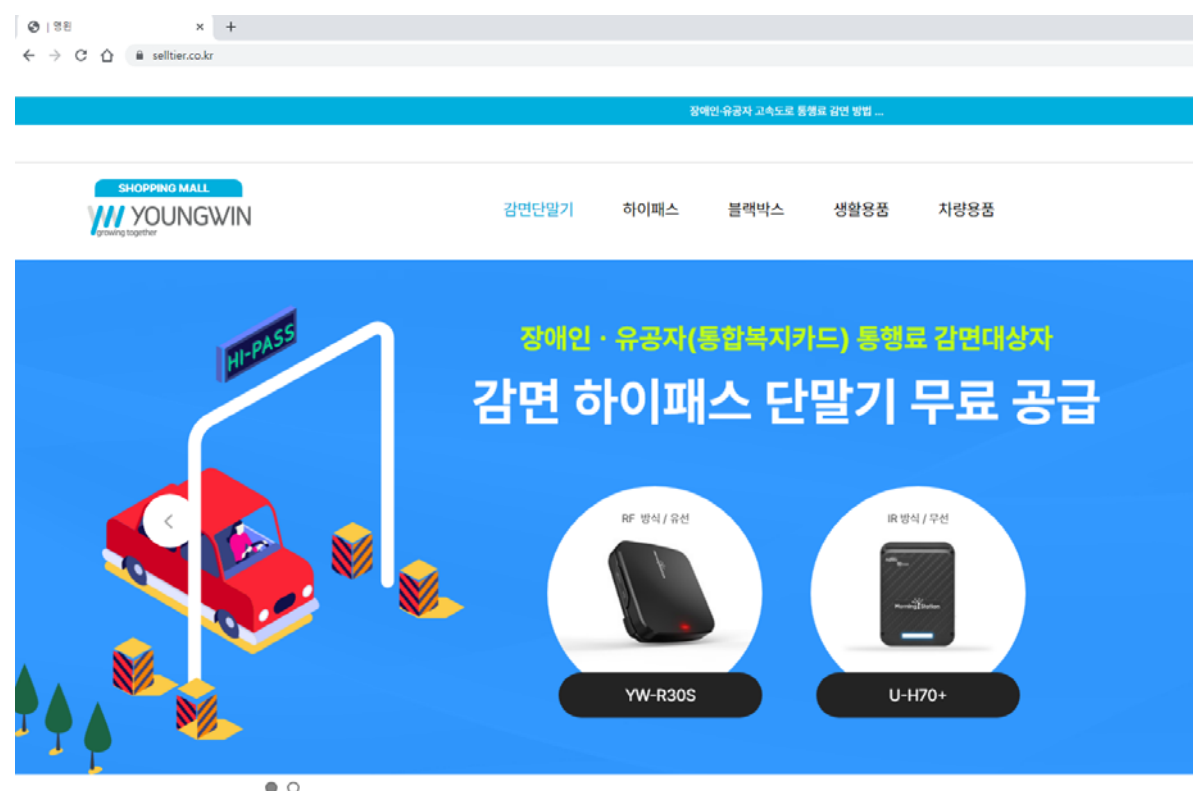 | 영윈
selltier.co.kr
장애인·유공자 고속도로 통행료 감면 방법 ...
SHOPPING MALL
YOUNGWIN
growing together
감면단말기 하이패스 블랙박스 생활용품 차량용품
HI-PASS
장애인 · 유공자(통합복지카드) 통행료 감면대상자
감면 하이패스 단말기 무료 공급
RF 방식 / 유선
IR 방식 / 무선
Morning Station
YW-R30S
U-H70+